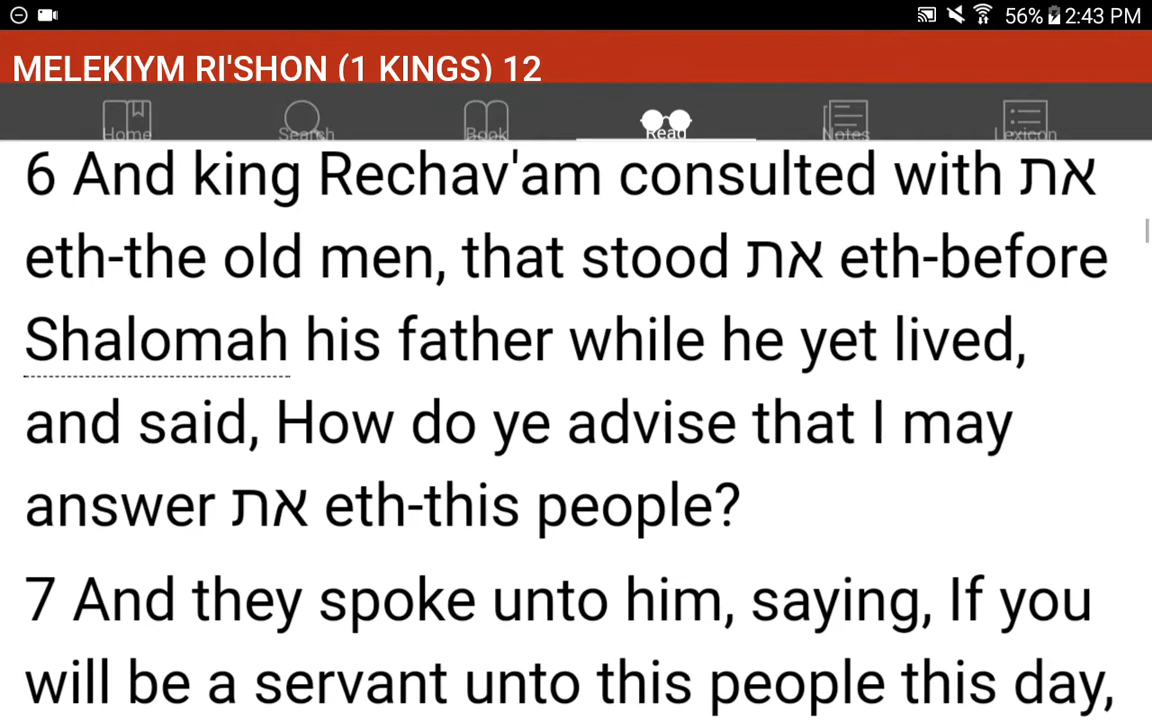 56% 2:43 PM
MELEKIYM RI'SHON (1 KINGS) 12
Home Search Book Read Notes Lexicon
6 And king Rechav'am consulted with את
eth-the old men, that stood את eth-before
Shalomah his father while he yet lived,
and said, How do ye advise that I may
answer את eth-this people?
7 And they spoke unto him, saying, If you
will be a servant unto this people this day,